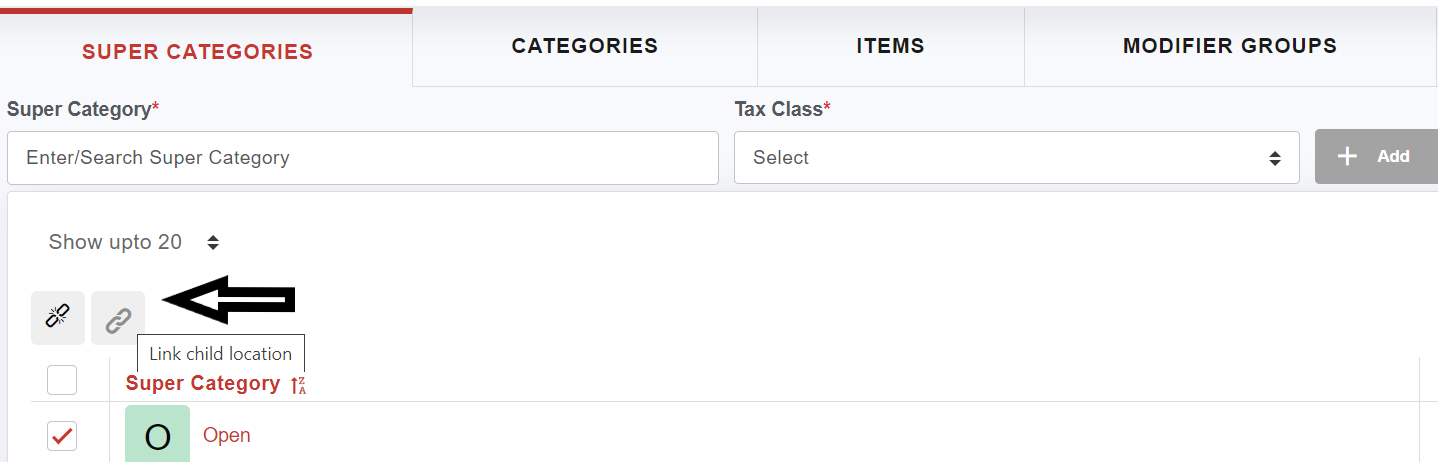 SUPER CATEGORIES
CATEGORIES
ITEMS
MODIFIER GROUPS
Super Category*
Tax Class*
Enter/Search Super Category
Select
Add
Show upto 20
Link child location
Super Category
O
Open